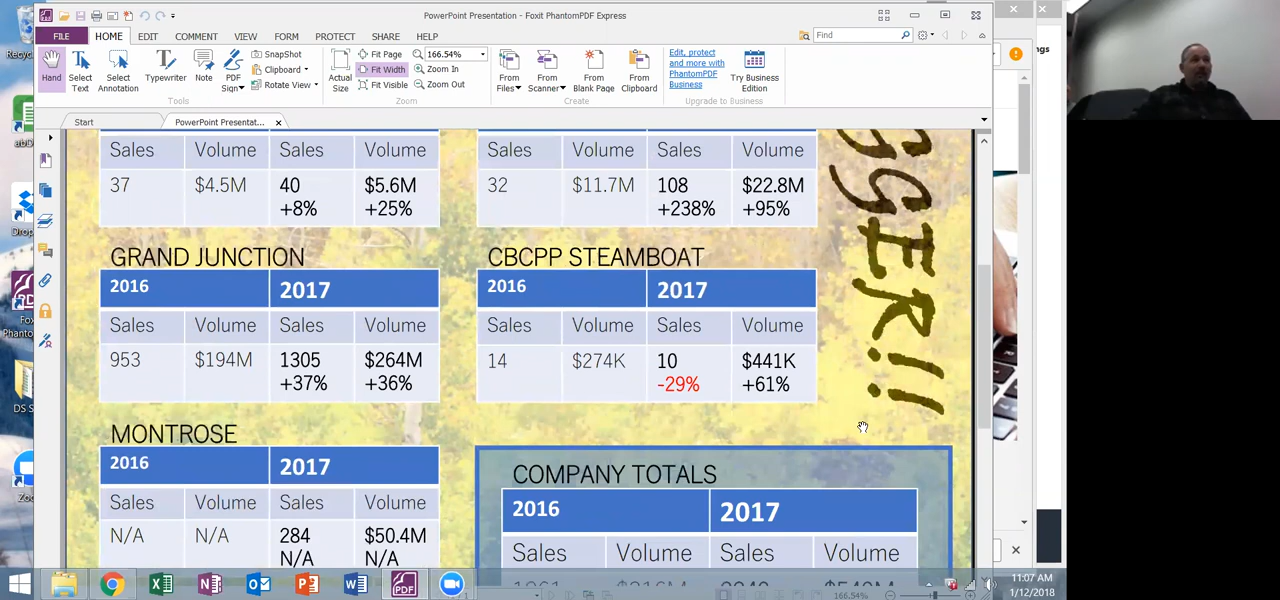 PowerPoint Presentation - Foxit PhantomPDF Express
FILE HOME EDIT COMMENT VIEW FORM PROTECT SHARE HELP
Find
Hand
Select Text
Select Annotation
Typewriter
Note
PDF Sign
SnapShot
Clipboard
Rotate View
Tools
Actual Size
Fit Page
Fit Width
Fit Visible
166.54%
Zoom In
Zoom Out
Zoom
From Files
From Scanner
From Blank Page
From Clipboard
Create
Edit, protect
and more with
PhantomPDF
Business
Try Business Edition
Upgrade to Business
Start
PowerPoint Presentat...
Sales Volume Sales Volume
37 $4.5M 40 $5.6M
+8% +25%
Sales Volume Sales Volume
32 $11.7M 108 $22.8M
+238% +95%
GGER!!
GRAND JUNCTION
2016 2017
Sales Volume Sales Volume
953 $194M 1305 $264M
+37% +36%
CBCPP STEAMBOAT
2016 2017
Sales Volume Sales Volume
14 $274K 10 $441K
-29% +61%
MONTROSE
2016 2017
Sales Volume Sales Volume
N/A N/A 284 $50.4M
N/A N/A
COMPANY TOTALS
2016 2017
Sales Volume Sales Volume
166.54%
11:07 AM
1/12/2018